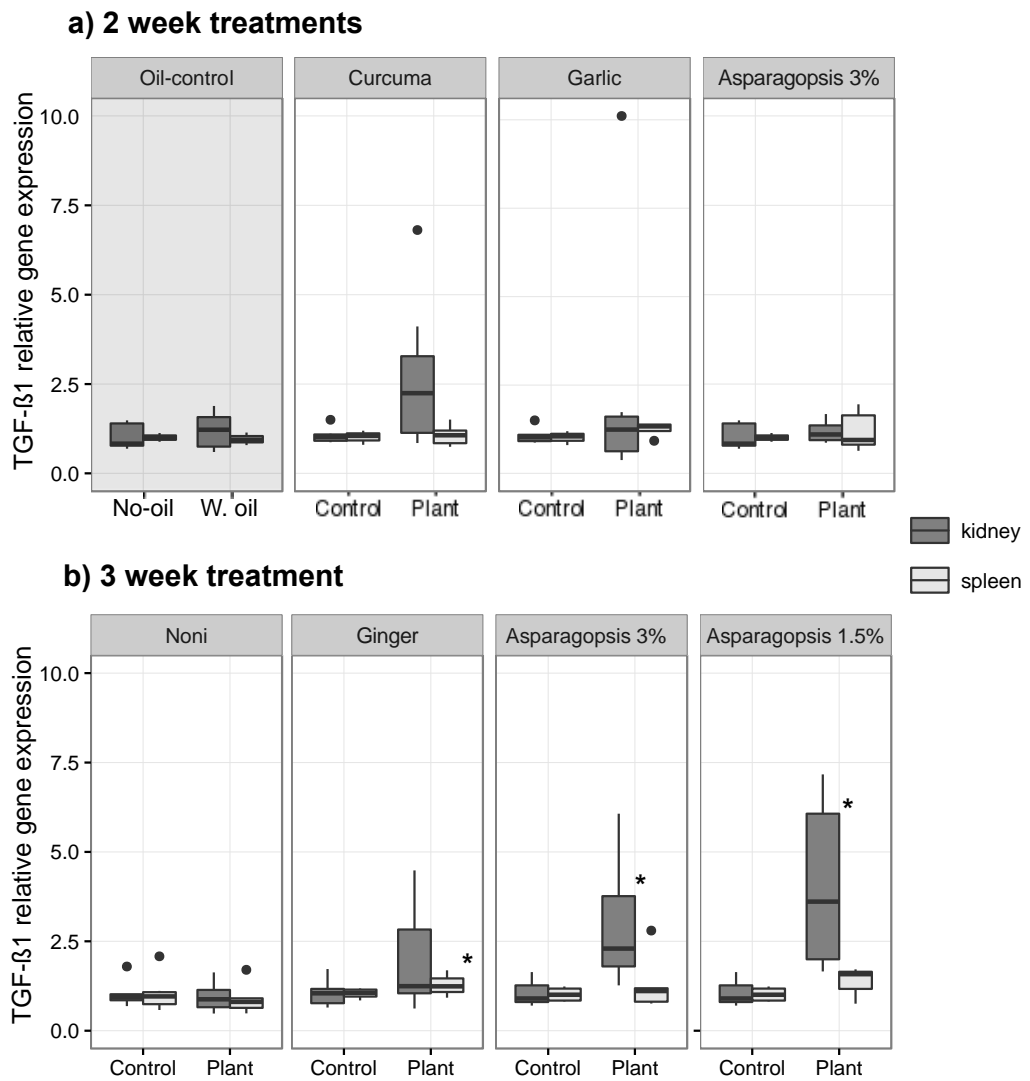 a) 2 week treatments
Oil-control Curcuma Garlic Asparagopsis 3%
TGF-ß1 relative gene expression
10.0
7.5
5.0
2.5
0.0
No-oil W. oil Control Plant Control Plant Control Plant
kidney
spleen
b) 3 week treatment
Noni Ginger Asparagopsis 3% Asparagopsis 1.5%
TGF-ß1 relative gene expression
10.0
7.5
5.0
2.5
0.0
* * *
Control Plant Control Plant Control Plant Control Plant